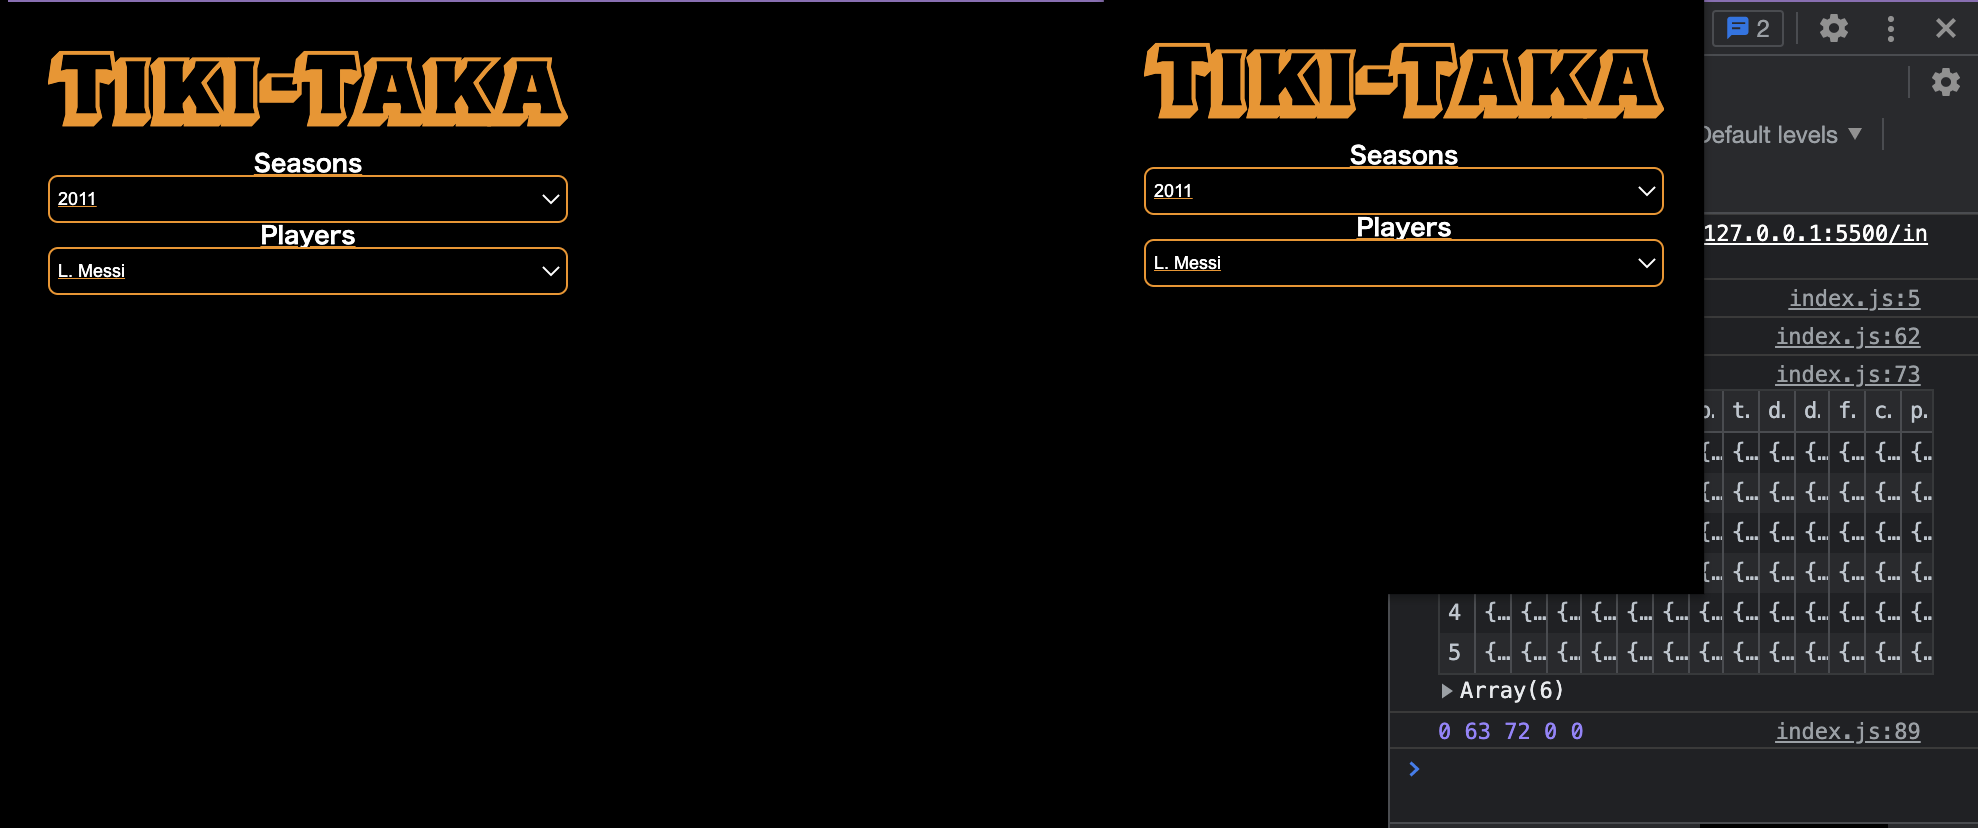 TIKI-TAKA
Seasons
2011
Players
L. Messi
TIKI-TAKA
Seasons
2011
Players
L. Messi
2
Default levels
127.0.0.1:5500/in
index.js:5
index.js:62
index.js:73
t. d. d. f. c. p.
{… {… {… {… {… {… {…
{… {… {… {… {… {… {…
{… {… {… {… {… {… {…
{… {… {… {… {… {… {…
4 {… {… {… {… {… {… {… {… {… {… {… {… {…
5 {… {… {… {… {… {… {… {… {… {… {… {… {…
Array(6)
0 63 72 0 0 index.js:89